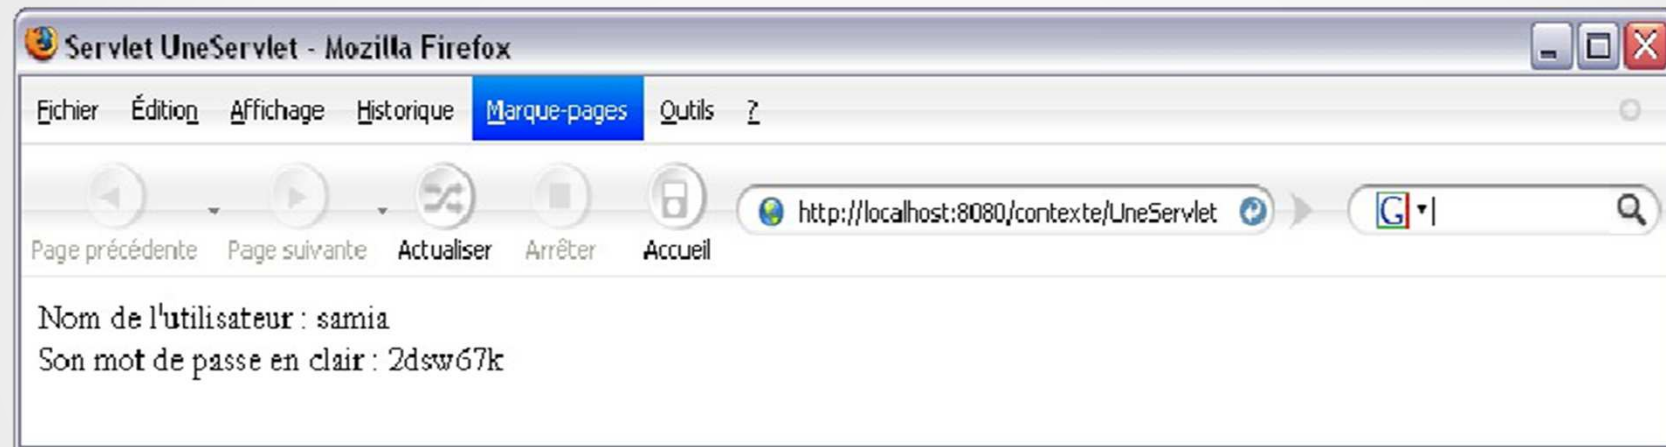 Servlet UneServlet - Mozilla Firefox
Fichier Édition Affichage Historique Marque-pages Outils ?
http://localhost:8080/contexte/UneServlet G
Page précédente Page suivante Actualiser Arrêter Accueil
Nom de l'utilisateur : samia
Son mot de passe en clair : 2dsw67k